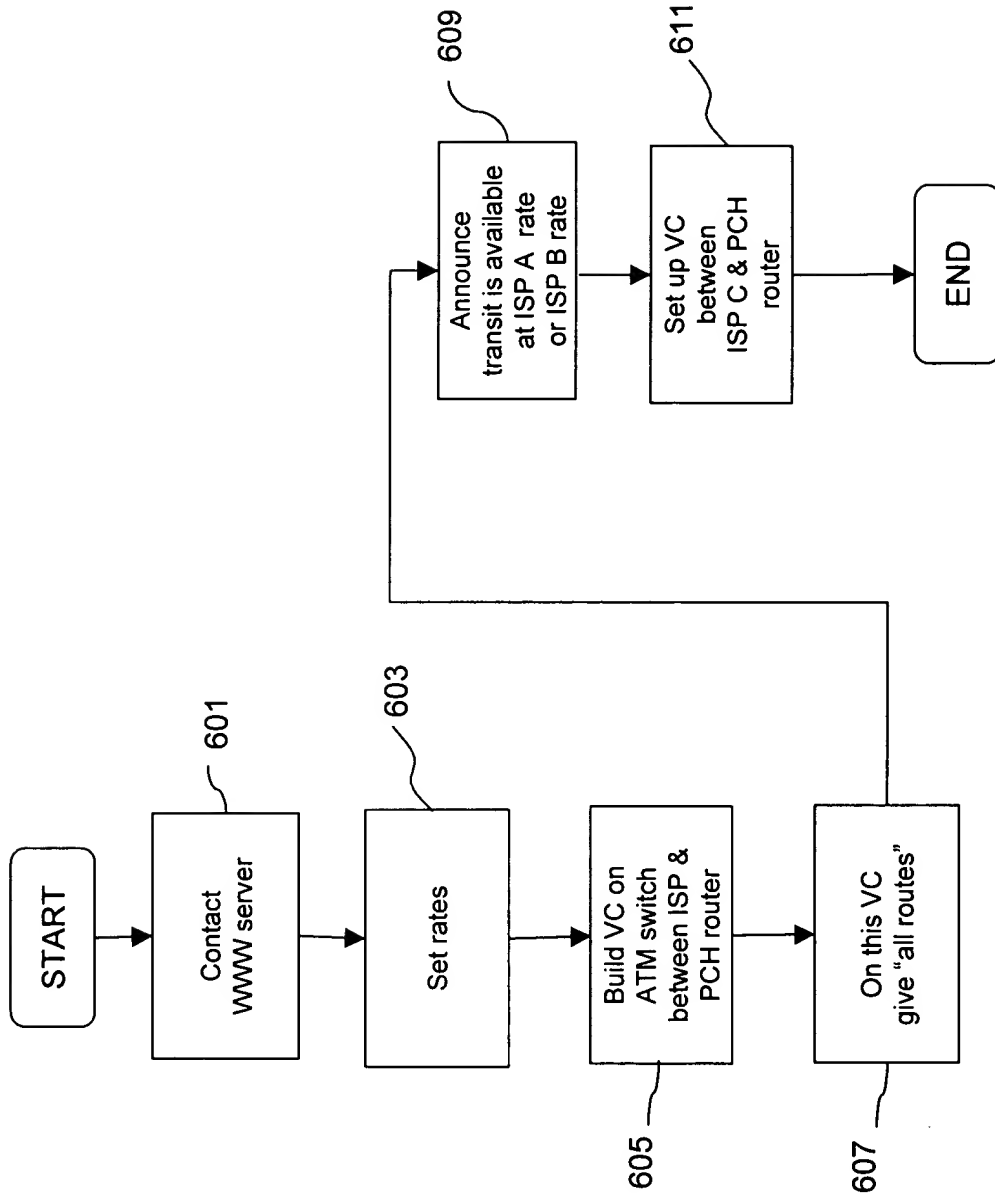 START
Contact
WWW server
601
Set rates
603
Build VC on
ATM switch
between ISP &
PCH router
605
On this VC
give "all routes"
607
Announce
transit is available
at ISP A rate
or ISP B rate
609
Set up VC
between
ISP C & PCH
router
611
END